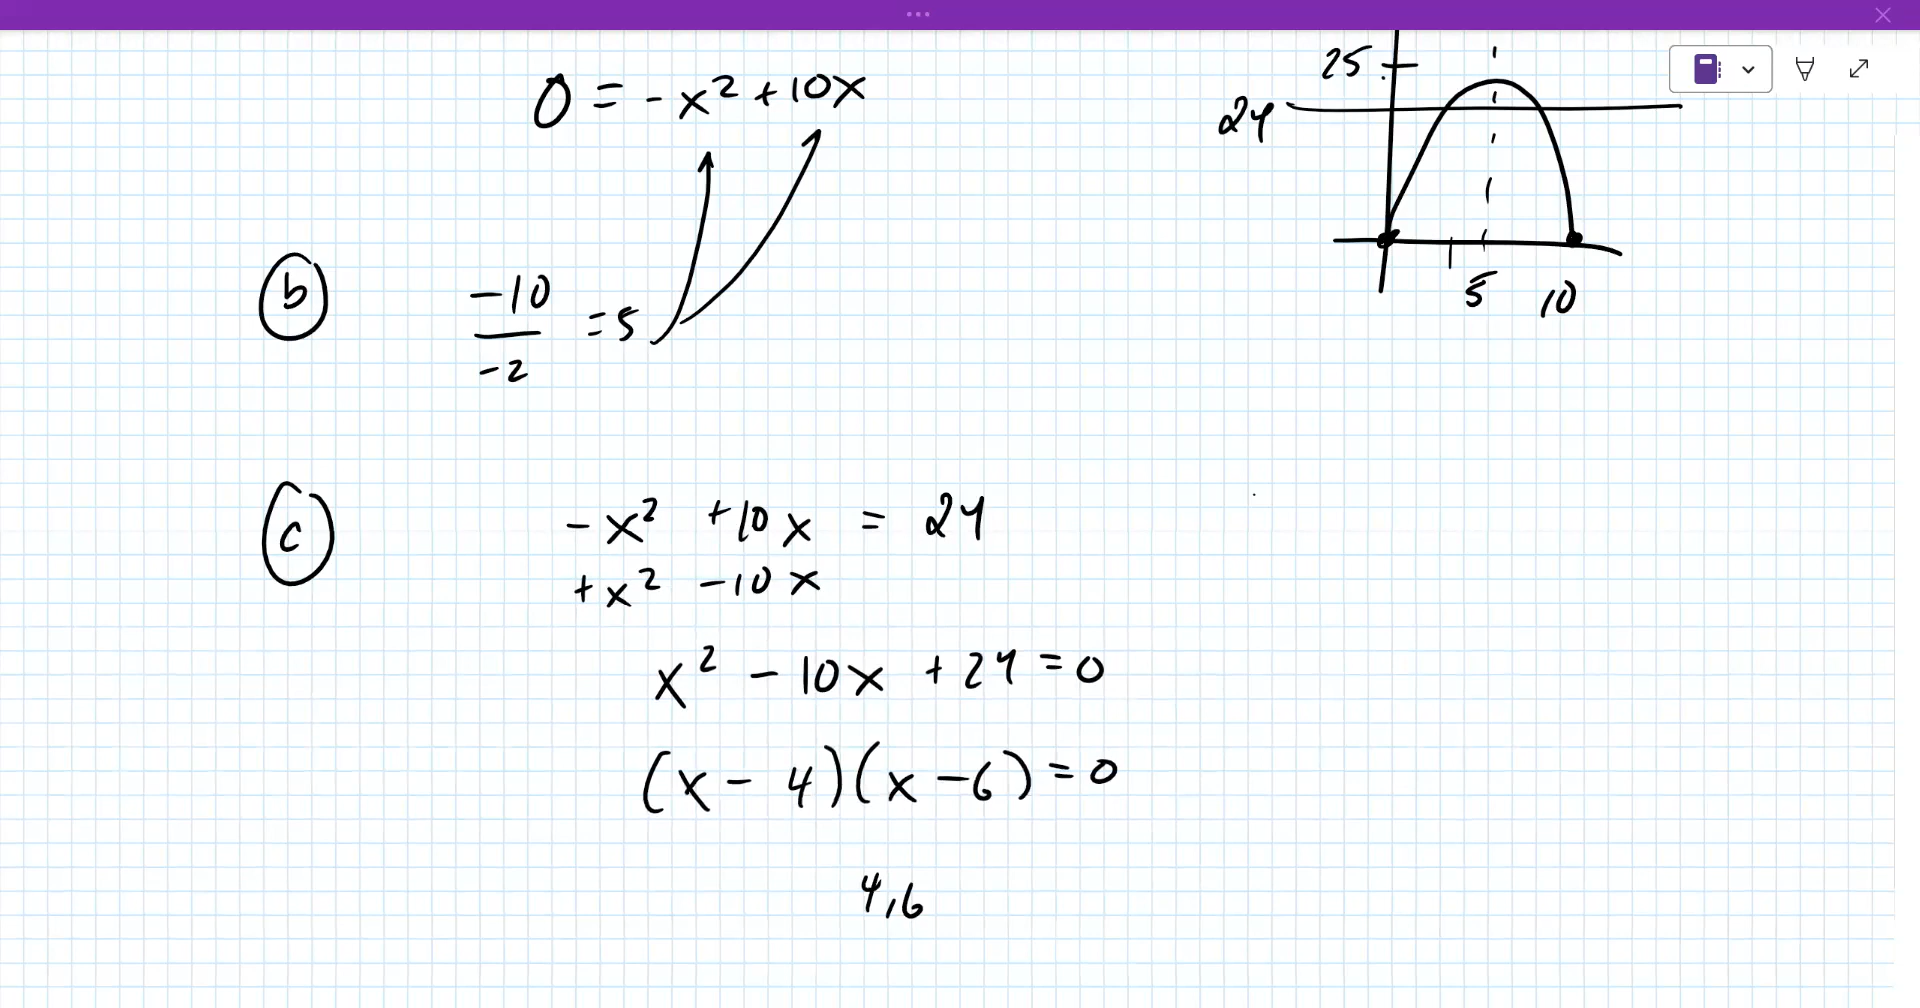 0 = -x² + 10x
25
24
5 10
b
-10
/-2 = 5
c
-x² +10x = 24
+x² -10x
x² - 10x + 24 = 0
(x - 4)(x - 6) = 0
4,6